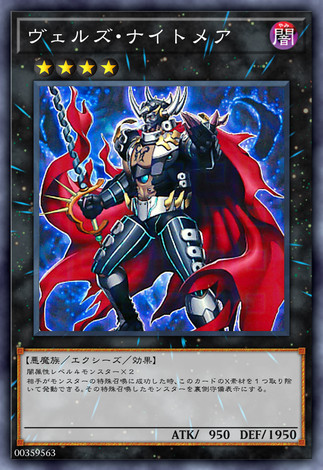 ヴェルズ・ナイトメア
やみ
闇
【悪魔族／エクシーズ／効果】
闇属性レベル４モンスター×２
相手がモンスターの特殊召喚に成功した時、このカードのX素材を１つ取り除
いて発動できる。その特殊召喚したモンスターを裏側守備表示にする。
ATK/ 950 DEF/1950
00359563